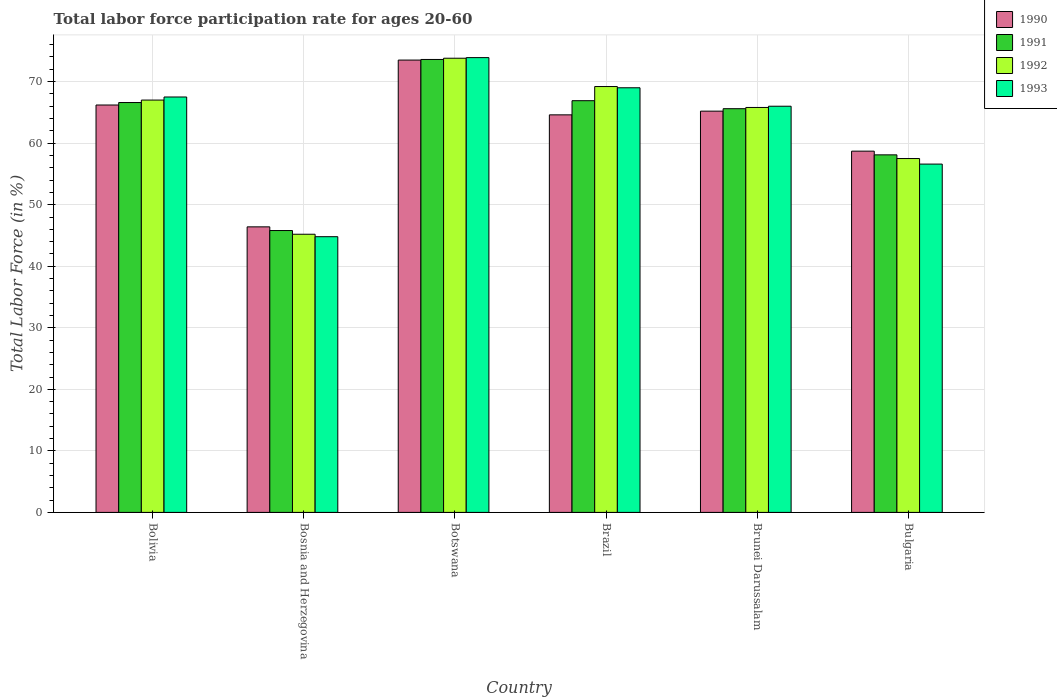 Total labor force participation rate for ages 20-60
1990
1991
1992
1993
Total Labor Force (in %)
70
60
50
40
30
20
10
0
Bolivia
Bosnia and Herzegovina
Botswana
Brazil
Brunei Darussalam
Bulgaria
Country